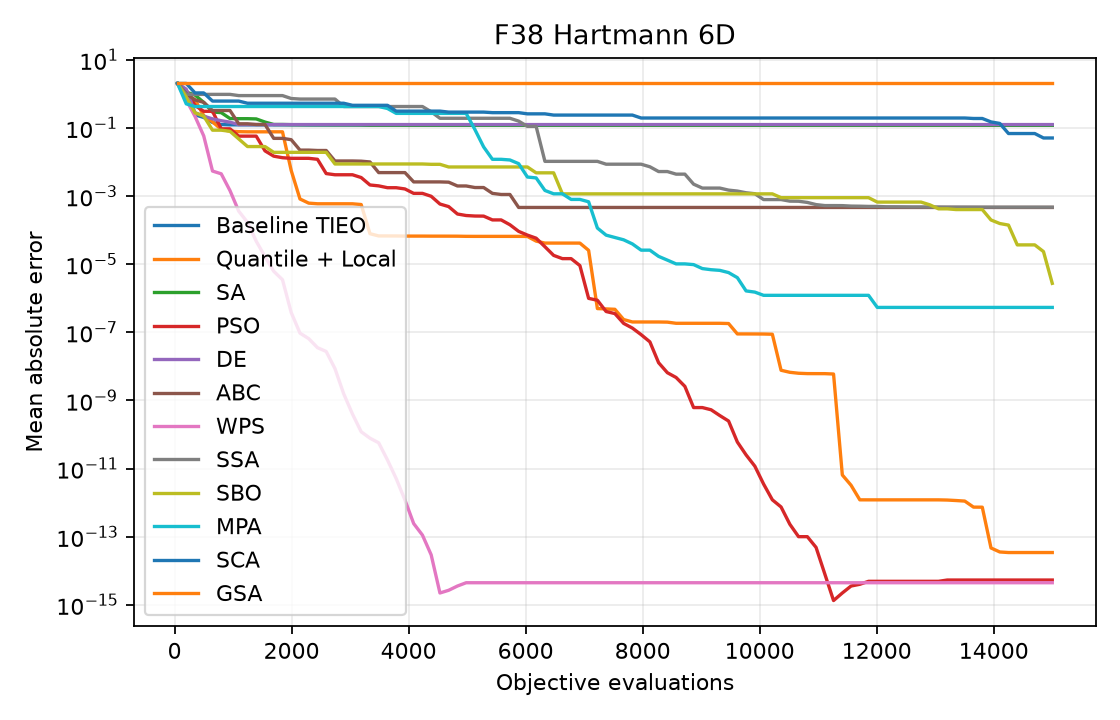 F38 Hartmann 6D
Mean absolute error
10¹
10⁻¹
10⁻³
10⁻⁵
10⁻⁷
10⁻⁹
10⁻¹¹
10⁻¹³
10⁻¹⁵
Baseline TIEO
Quantile + Local
SA
PSO
DE
ABC
WPS
SSA
SBO
MPA
SCA
GSA
0 2000 4000 6000 8000 10000 12000 14000
Objective evaluations